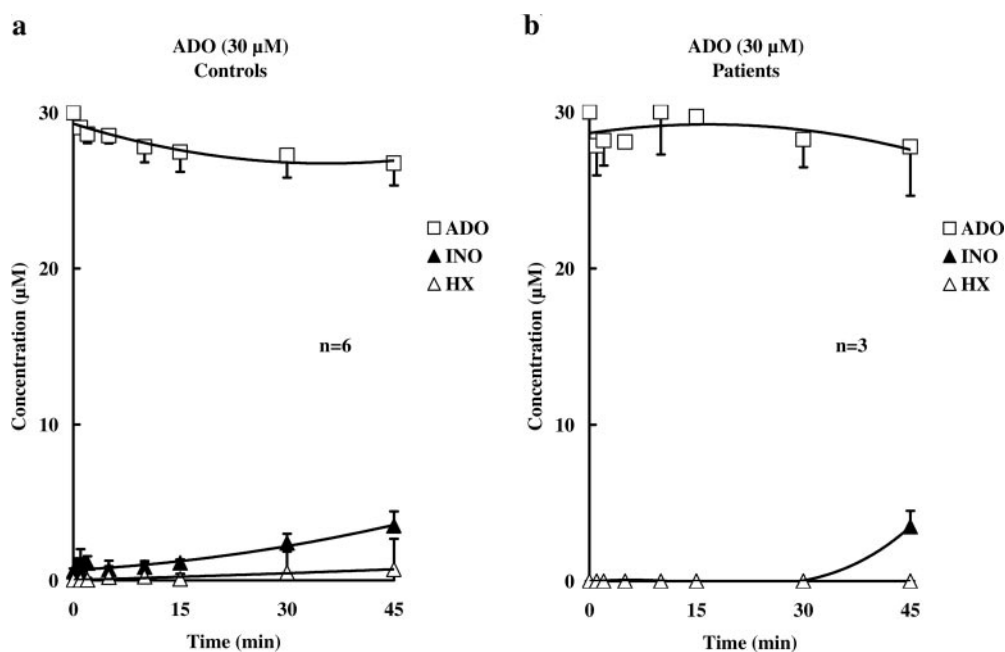 a
ADO (30 µM)
Controls
30
20
10
0
Concentration (µM)
ADO
INO
HX
n=6
0 15 30 45
Time (min)
b
ADO (30 µM)
Patients
30
20
10
0
Concentration (µM)
ADO
INO
HX
n=3
0 15 30 45
Time (min)